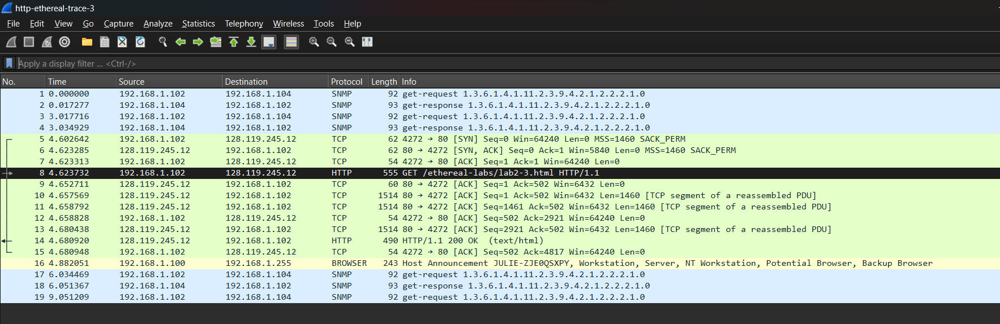 http-ethereal-trace-3
File Edit View Go Capture Analyze Statistics Telephony Wireless Tools Help
Apply a display filter ... <Ctrl-/>
No. Time Source Destination Protocol Length Info
1 0.000000 192.168.1.102 192.168.1.104 SNMP 92 get-request 1.3.6.1.4.1.11.2.3.9.4.2.1.2.2.2.1.0
2 0.017277 192.168.1.104 192.168.1.102 SNMP 93 get-response 1.3.6.1.4.1.11.2.3.9.4.2.1.2.2.2.1.0
3 3.017716 192.168.1.102 192.168.1.104 SNMP 92 get-request 1.3.6.1.4.1.11.2.3.9.4.2.1.2.2.2.1.0
4 3.034929 192.168.1.104 192.168.1.102 SNMP 93 get-response 1.3.6.1.4.1.11.2.3.9.4.2.1.2.2.2.1.0
5 4.602642 192.168.1.102 128.119.245.12 TCP 62 4272 → 80 [SYN] Seq=0 Win=64240 Len=0 MSS=1460 SACK_PERM
6 4.623285 128.119.245.12 192.168.1.102 TCP 62 80 → 4272 [SYN, ACK] Seq=0 Ack=1 Win=5840 Len=0 MSS=1460 SACK_PERM
7 4.623313 192.168.1.102 128.119.245.12 TCP 54 4272 → 80 [ACK] Seq=1 Ack=1 Win=64240 Len=0
8 4.623732 192.168.1.102 128.119.245.12 HTTP 555 GET /ethereal-labs/lab2-3.html HTTP/1.1
9 4.652711 128.119.245.12 192.168.1.102 TCP 60 80 → 4272 [ACK] Seq=1 Ack=502 Win=6432 Len=0
10 4.657569 128.119.245.12 192.168.1.102 TCP 1514 80 → 4272 [ACK] Seq=1 Ack=502 Win=6432 Len=1460 [TCP segment of a reassembled PDU]
11 4.658792 128.119.245.12 192.168.1.102 TCP 1514 80 → 4272 [ACK] Seq=1461 Ack=502 Win=6432 Len=1460 [TCP segment of a reassembled PDU]
12 4.658828 192.168.1.102 128.119.245.12 TCP 54 4272 → 80 [ACK] Seq=502 Ack=2921 Win=64240 Len=0
13 4.680438 128.119.245.12 192.168.1.102 TCP 1514 80 → 4272 [ACK] Seq=2921 Ack=502 Win=6432 Len=1460 [TCP segment of a reassembled PDU]
14 4.680920 128.119.245.12 192.168.1.102 HTTP 490 HTTP/1.1 200 OK (text/html)
15 4.680948 192.168.1.102 128.119.245.12 TCP 54 4272 → 80 [ACK] Seq=502 Ack=4817 Win=64240 Len=0
16 4.882051 192.168.1.100 192.168.1.255 BROWSER 243 Host Announcement JULIE-ZJE0QSXPY, Workstation, Server, NT Workstation, Potential Browser, Backup Browser
17 6.034469 192.168.1.102 192.168.1.104 SNMP 92 get-request 1.3.6.1.4.1.11.2.3.9.4.2.1.2.2.2.1.0
18 6.051367 192.168.1.104 192.168.1.102 SNMP 93 get-response 1.3.6.1.4.1.11.2.3.9.4.2.1.2.2.2.1.0
19 9.051209 192.168.1.102 192.168.1.104 SNMP 92 get-request 1.3.6.1.4.1.11.2.3.9.4.2.1.2.2.2.1.0